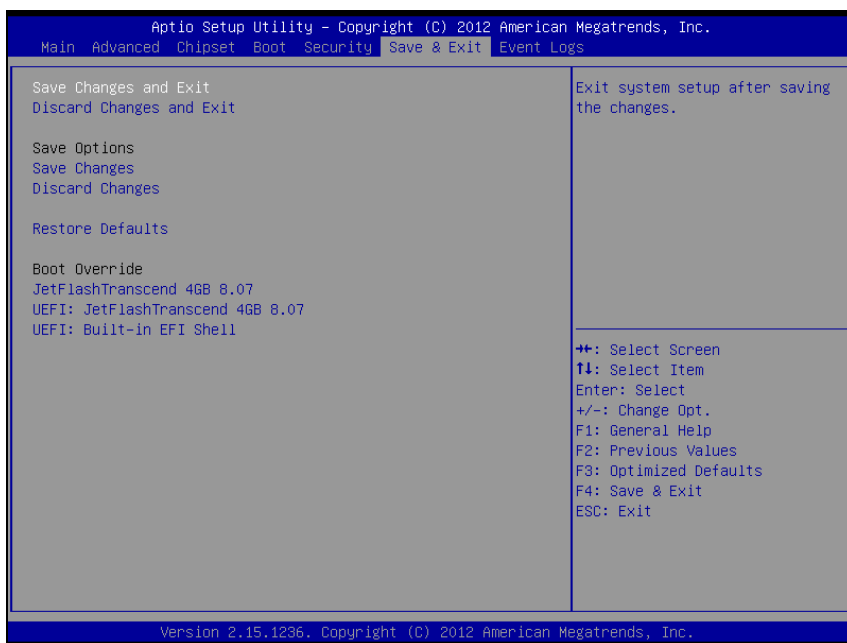 Aptio Setup Utility – Copyright (C) 2012 American Megatrends, Inc.
Main Advanced Chipset Boot Security Save & Exit Event Logs
Save Changes and Exit
Discard Changes and Exit
Save Options
Save Changes
Discard Changes
Restore Defaults
Boot Override
JetFlashTranscend 4GB 8.07
UEFI: JetFlashTranscend 4GB 8.07
UEFI: Built-in EFI Shell
Exit system setup after saving
the changes.
→←: Select Screen
↑↓: Select Item
Enter: Select
+/-: Change Opt.
F1: General Help
F2: Previous Values
F3: Optimized Defaults
F4: Save & Exit
ESC: Exit
Version 2.15.1236. Copyright (C) 2012 American Megatrends, Inc.